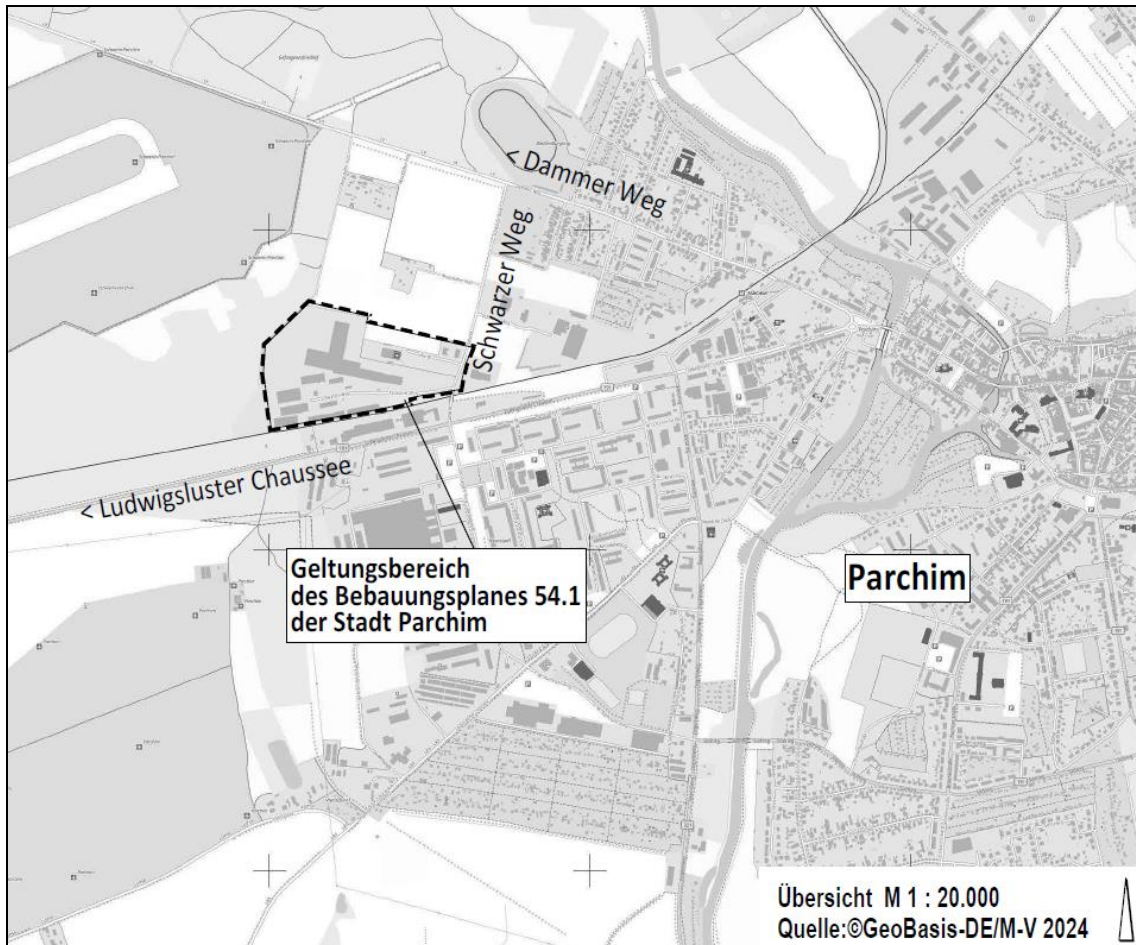 < Dammer Weg
Schwarzer Weg
< Ludwigsluster Chaussee
Geltungsbereich
des Bebauungsplanes 54.1
der Stadt Parchim
Parchim
Übersicht M 1 : 20.000
Quelle:©GeoBasis-DE/M-V 2024